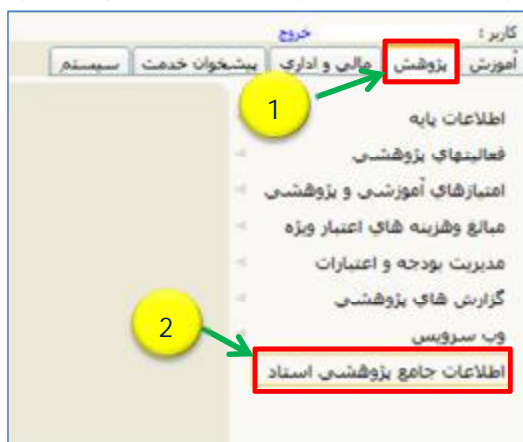 کاربر : خروج
آموزش پژوهش مالی و اداری پیشخوان خدمت سیستم
1
اطلاعات پایه
فعالیتهای پژوهشی
امتیازهای آموزشی و پژوهشی
مبالغ وهزینه های اعتبار ویژه
مدیریت بودجه و اعتبارات
گزارش های پژوهشی
2
وب سرویس
اطلاعات جامع پژوهشی استاد